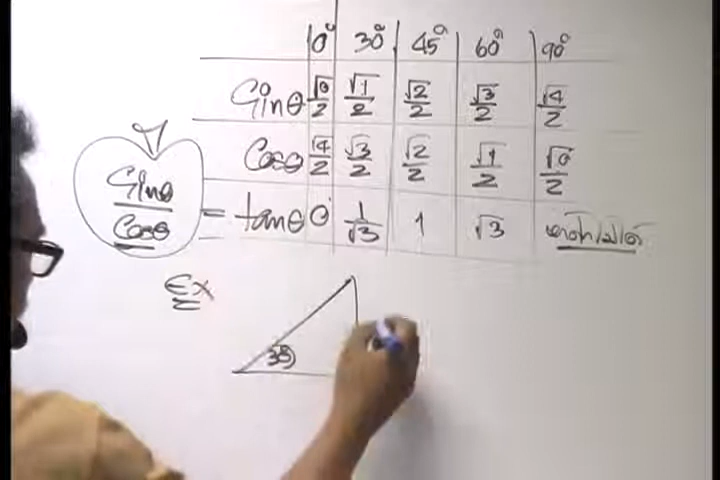 0° 30° 45° 60° 90°
Sinθ √0/2 √1/2 √2/2 √3/2 √4/2
Cosθ √4/2 √3/2 √2/2 √1/2 √0/2
Sinθ/Cosθ = tanθ 0 1/√3 1 √3
Ex
30